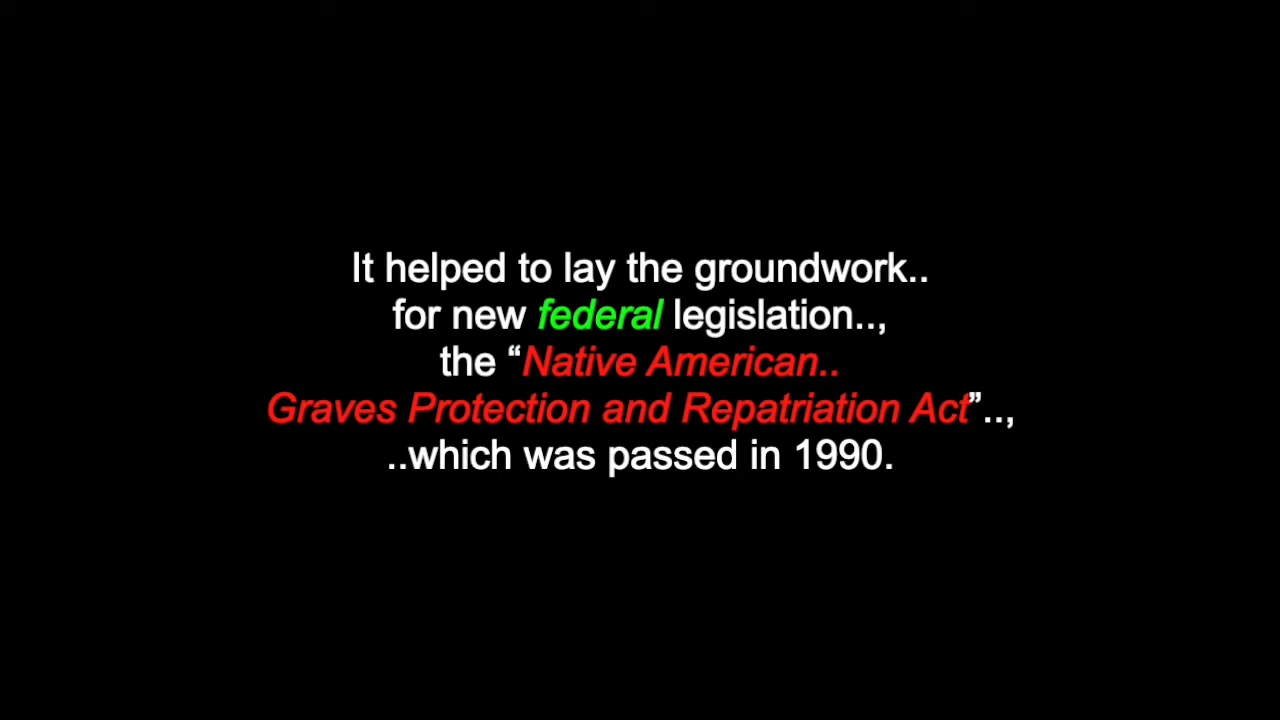 It helped to lay the groundwork..
for new federal legislation..,
the “Native American..
Graves Protection and Repatriation Act”..,
..which was passed in 1990.